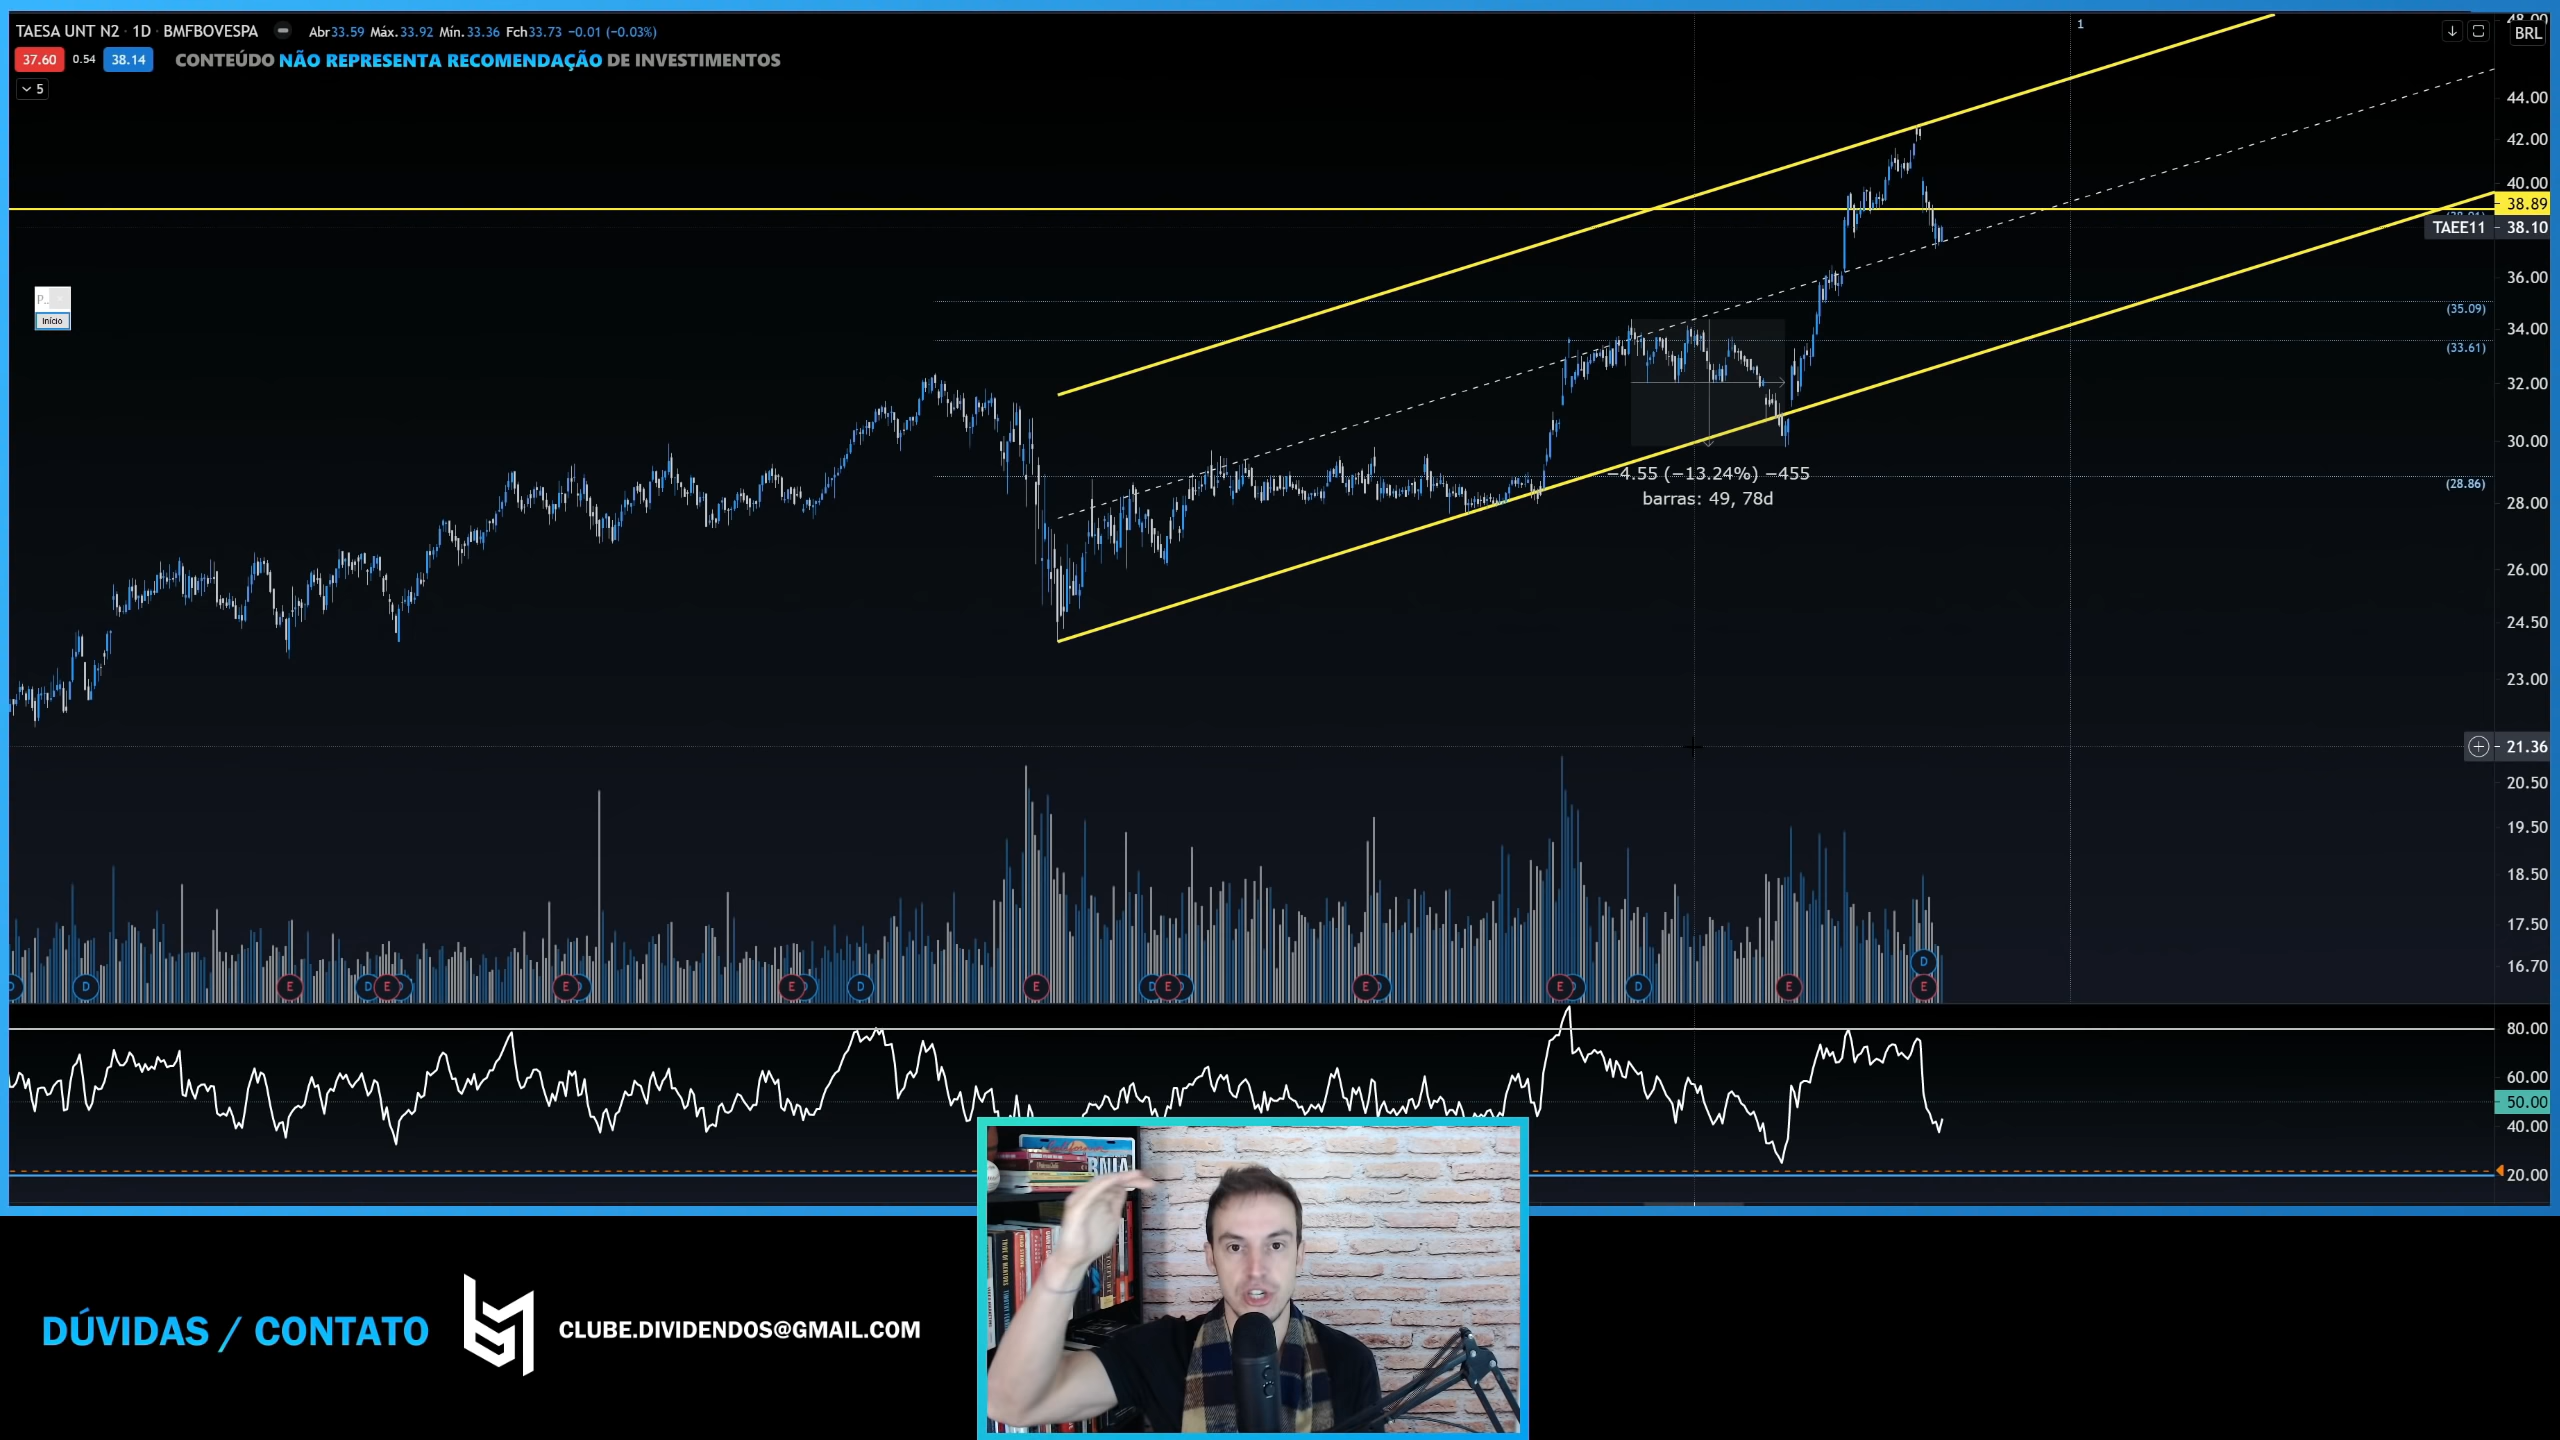 TAESA UNT N2 · 1D · BMFBOVESPA Abr33.59 Máx.33.92 Mín.33.36 Fch33.73 −0.01 (−0.03%)
37.60 0.54 38.14 CONTEÚDO NÃO REPRESENTA RECOMENDAÇÃO DE INVESTIMENTOS
5
1
BRL
44.00
42.00
40.00
38.89
TAEE11 38.10
36.00
(35.09)
34.00
(33.61)
32.00
30.00
(28.86)
28.00
26.00
24.50
23.00
21.36
20.50
19.50
18.50
17.50
16.70
P...
Início
−4.55 (−13.24%) −455
barras: 49, 78d
D E D E E E D E D E E E D E D E D
80.00
60.00
50.00
40.00
20.00
DÚVIDAS / CONTATO
CLUBE.DIVIDENDOS@GMAIL.COM